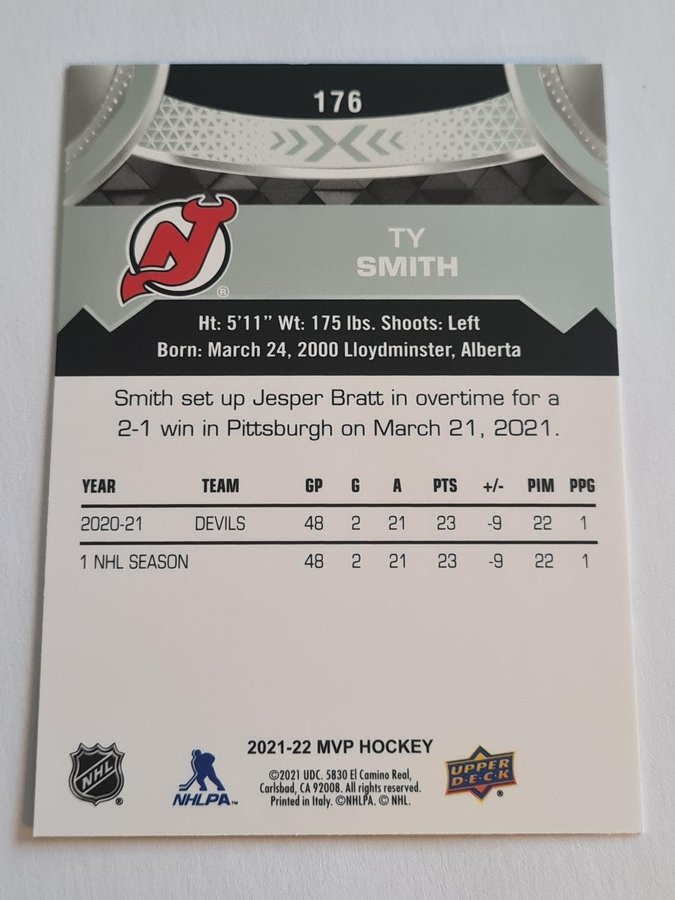 176
TY
SMITH
NJ
®
Ht: 5'11" Wt: 175 lbs. Shoots: Left
Born: March 24, 2000 Lloydminster, Alberta
Smith set up Jesper Bratt in overtime for a
2-1 win in Pittsburgh on March 21, 2021.
YEAR TEAM GP G A PTS +/- PIM PPG
2020-21 DEVILS 48 2 21 23 -9 22 1
1 NHL SEASON 48 2 21 23 -9 22 1
2021-22 MVP HOCKEY
NHL ®
NHLPA™
©2021 UDC. 5830 El Camino Real,
Carlsbad, CA 92008. All rights reserved.
Printed in Italy. ©NHLPA. © NHL.
UPPER
D·E·C·K ®